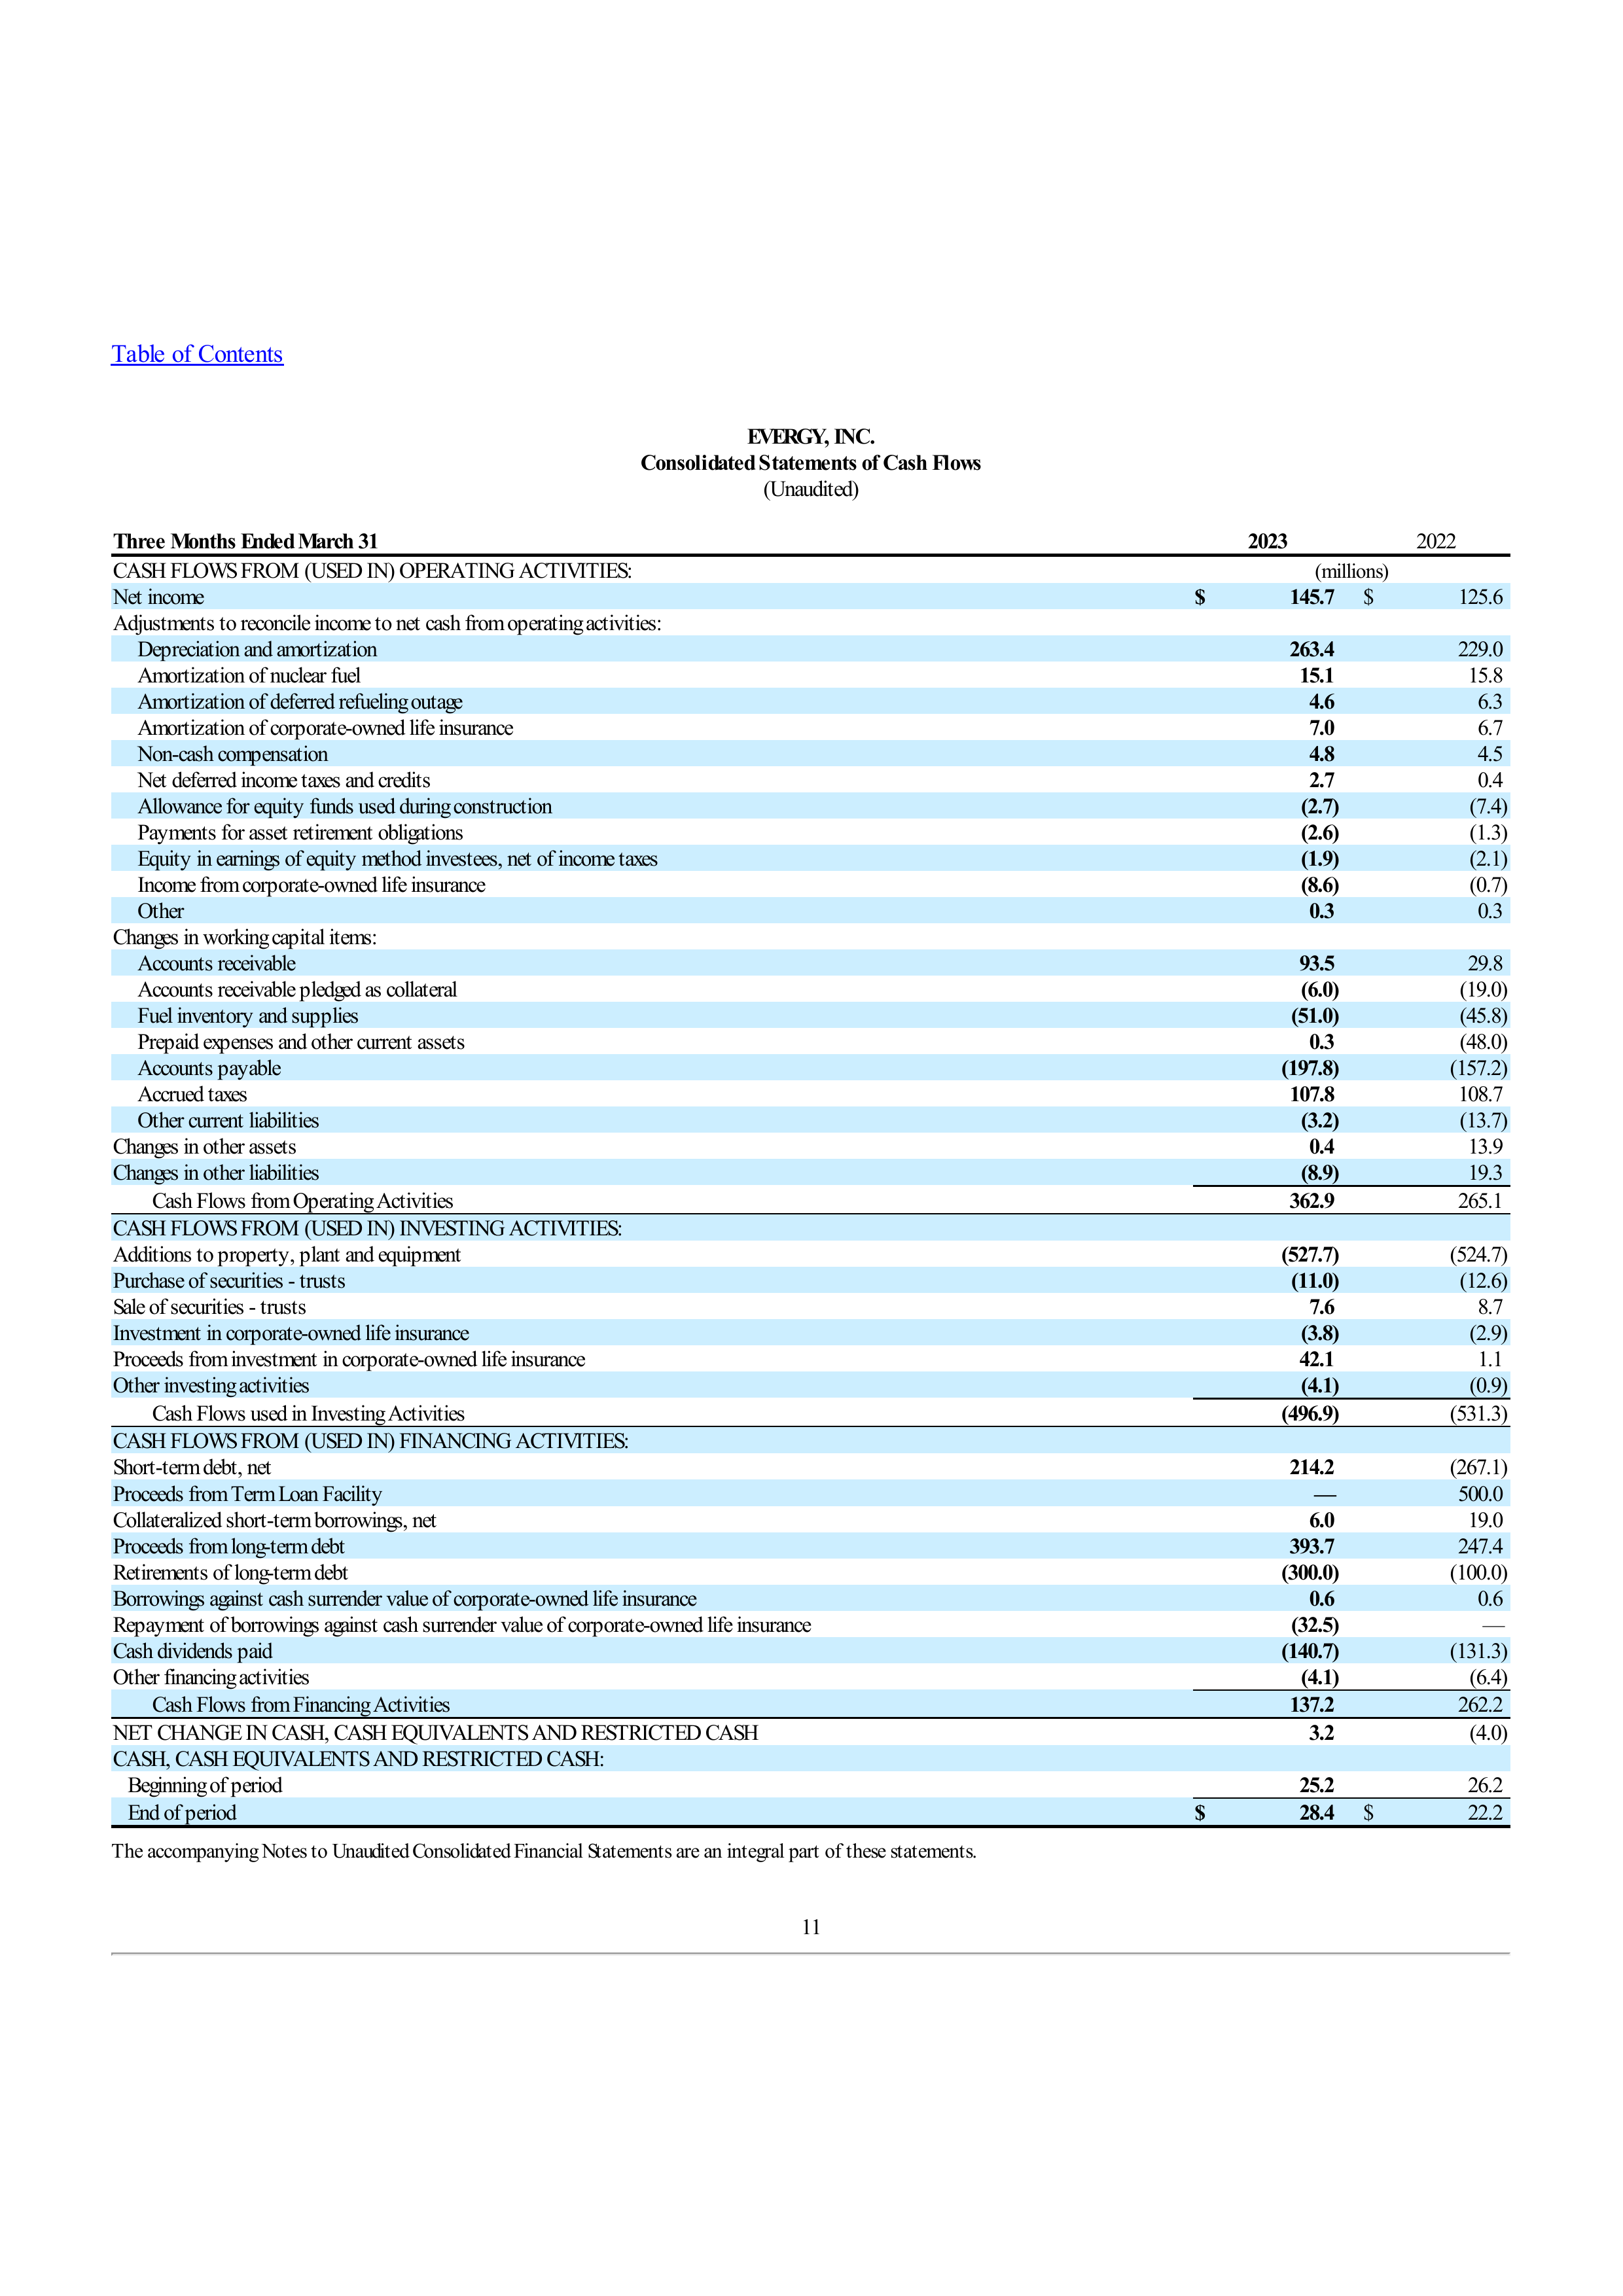 Table of Contents
EVERGY, INC.
Consolidated Statements of Cash Flows
(Unaudited)
Three Months Ended March 31 2023 2022
CASH FLOWS FROM (USED IN) OPERATING ACTIVITIES: (millions)
Net income $ 145.7 $ 125.6
Adjustments to reconcile income to net cash from operating activities:
Depreciation and amortization 263.4 229.0
Amortization of nuclear fuel 15.1 15.8
Amortization of deferred refueling outage 4.6 6.3
Amortization of corporate-owned life insurance 7.0 6.7
Non-cash compensation 4.8 4.5
Net deferred income taxes and credits 2.7 0.4
Allowance for equity funds used during construction (2.7) (7.4)
Payments for asset retirement obligations (2.6) (1.3)
Equity in earnings of equity method investees, net of income taxes (1.9) (2.1)
Income from corporate-owned life insurance (8.6) (0.7)
Other 0.3 0.3
Changes in working capital items:
Accounts receivable 93.5 29.8
Accounts receivable pledged as collateral (6.0) (19.0)
Fuel inventory and supplies (51.0) (45.8)
Prepaid expenses and other current assets 0.3 (48.0)
Accounts payable (197.8) (157.2)
Accrued taxes 107.8 108.7
Other current liabilities (3.2) (13.7)
Changes in other assets 0.4 13.9
Changes in other liabilities (8.9) 19.3
Cash Flows from Operating Activities 362.9 265.1
CASH FLOWS FROM (USED IN) INVESTING ACTIVITIES:
Additions to property, plant and equipment (527.7) (524.7)
Purchase of securities - trusts (11.0) (12.6)
Sale of securities - trusts 7.6 8.7
Investment in corporate-owned life insurance (3.8) (2.9)
Proceeds from investment in corporate-owned life insurance 42.1 1.1
Other investing activities (4.1) (0.9)
Cash Flows used in Investing Activities (496.9) (531.3)
CASH FLOWS FROM (USED IN) FINANCING ACTIVITIES:
Short-term debt, net 214.2 (267.1)
Proceeds from Term Loan Facility — 500.0
Collateralized short-term borrowings, net 6.0 19.0
Proceeds from long-term debt 393.7 247.4
Retirements of long-term debt (300.0) (100.0)
Borrowings against cash surrender value of corporate-owned life insurance 0.6 0.6
Repayment of borrowings against cash surrender value of corporate-owned life insurance (32.5) —
Cash dividends paid (140.7) (131.3)
Other financing activities (4.1) (6.4)
Cash Flows from Financing Activities 137.2 262.2
NET CHANGE IN CASH, CASH EQUIVALENTS AND RESTRICTED CASH 3.2 (4.0)
CASH, CASH EQUIVALENTS AND RESTRICTED CASH:
Beginning of period 25.2 26.2
End of period $ 28.4 $ 22.2
The accompanying Notes to Unaudited Consolidated Financial Statements are an integral part of these statements.
11